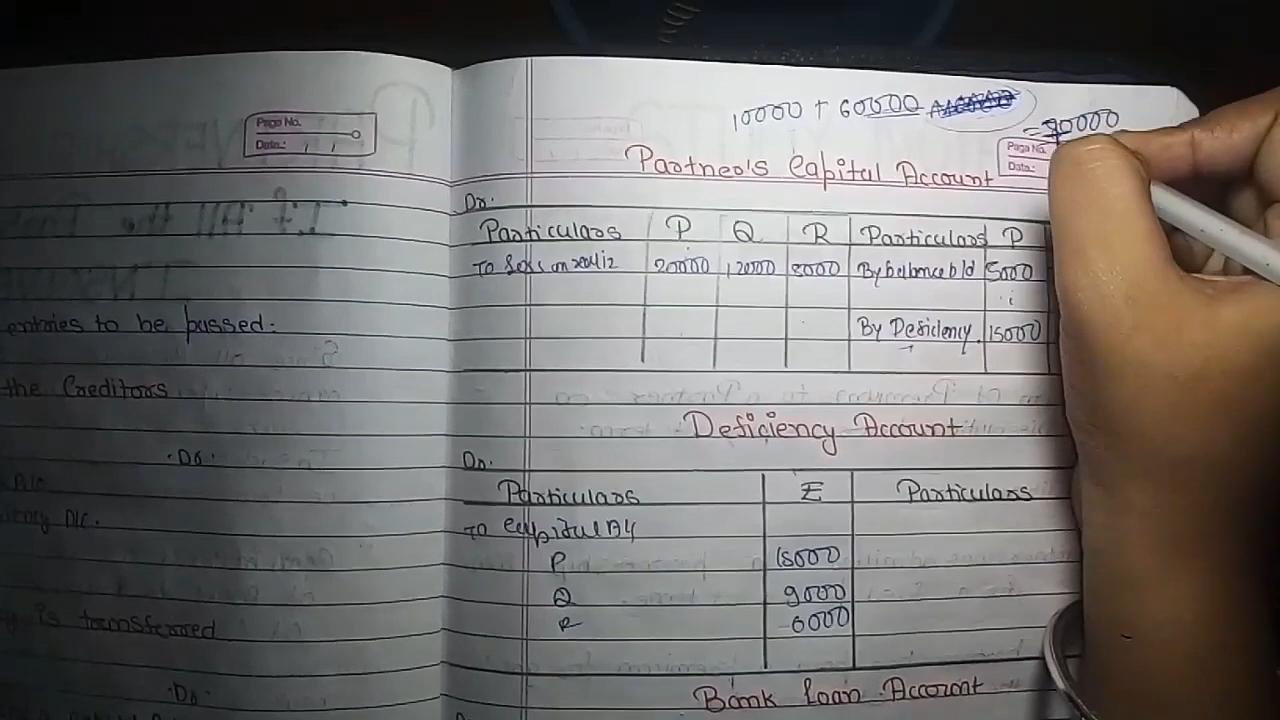 10000 + 60000
= 70000
Page No.
Date:
Page No.
Date:
Partner's Capital Account
Dr.
Particulars P Q R Particulars P
To Loss on realiz 20000 12000 8000 By balance b/d 5000
By Deficiency 15000
entries to be passed:
the Creditors
Dr.
A/c
iency A/c.
is transferred
Dr.
Deficiency Account
Dr.
Particulars ₹ Particulars
To Capital A/c
P 15000
Q 9000
R 6000
Bank Loan Account